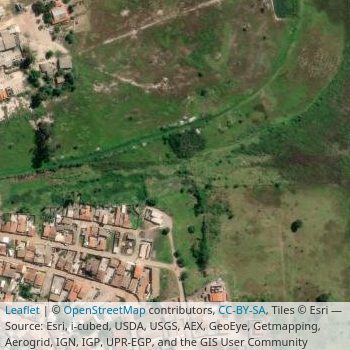 Leaflet | © OpenStreetMap contributors, CC-BY-SA, Tiles © Esri —
Source: Esri, i-cubed, USDA, USGS, AEX, GeoEye, Getmapping,
Aerogrid, IGN, IGP, UPR-EGP, and the GIS User Community